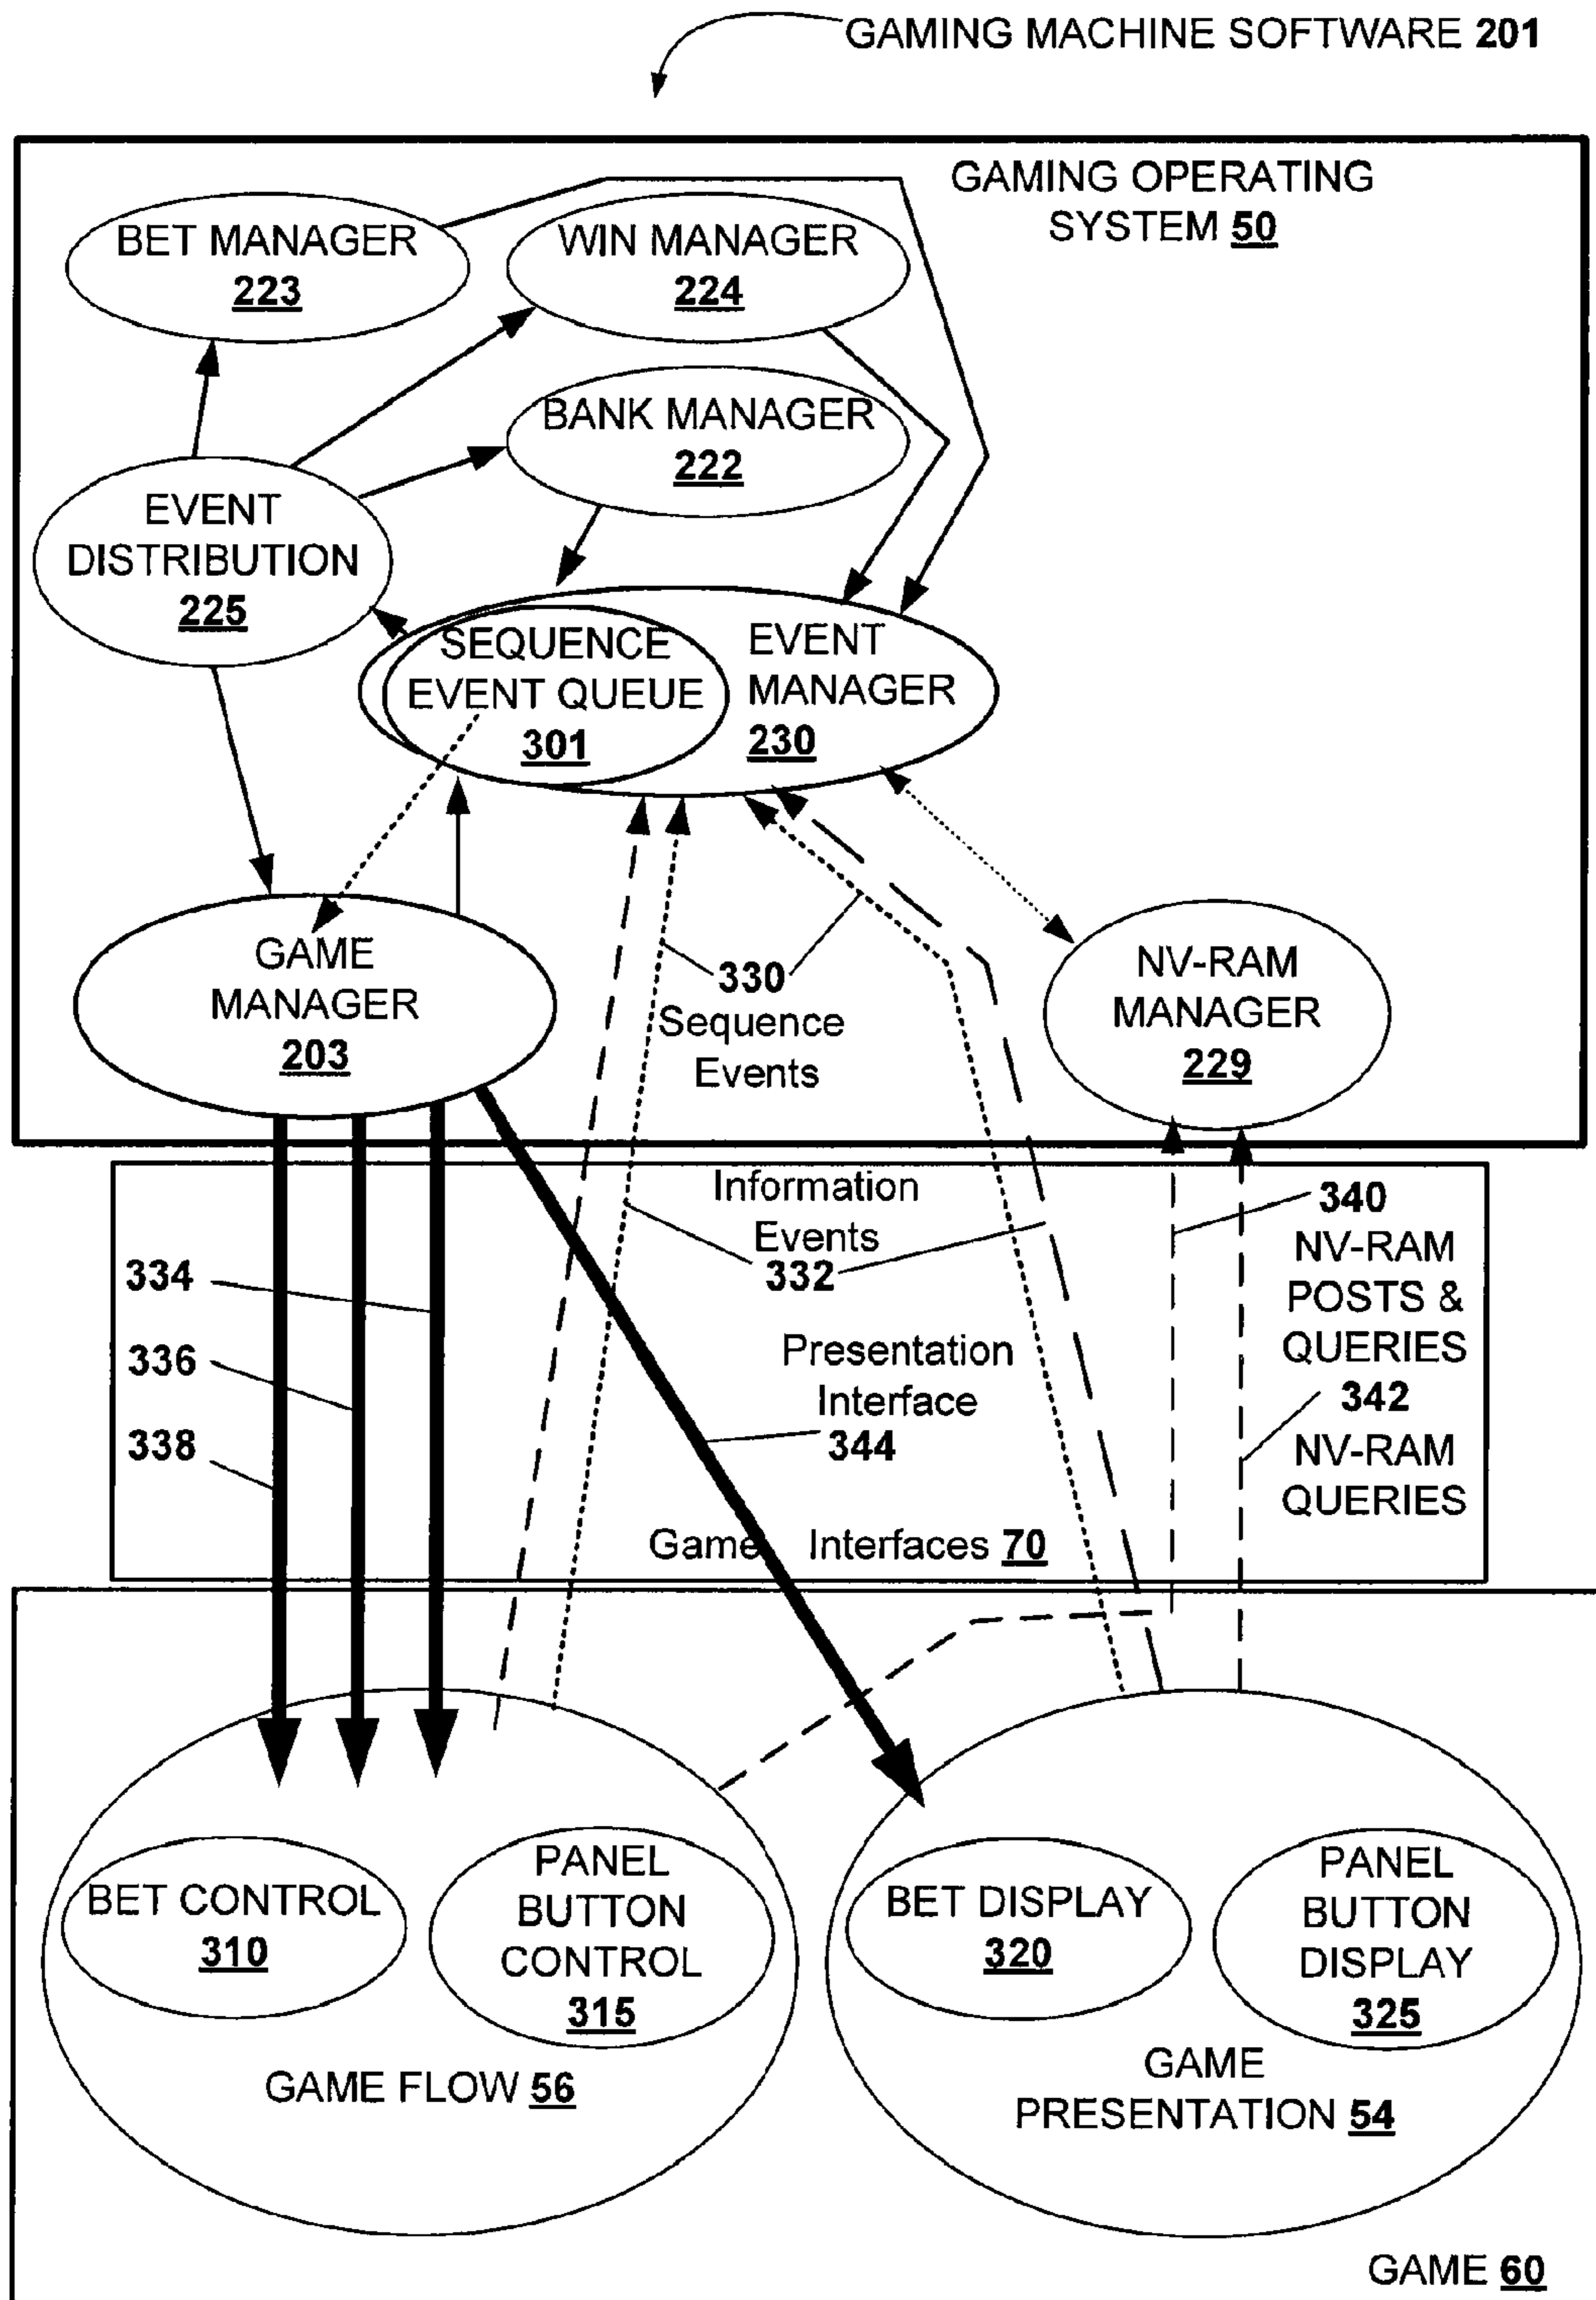 GAMING MACHINE SOFTWARE 201
GAMING OPERATING
SYSTEM 50
BET MANAGER
223
WIN MANAGER
224
BANK MANAGER
222
EVENT
DISTRIBUTION
225
SEQUENCE
EVENT QUEUE
301
EVENT
MANAGER
230
GAME
MANAGER
203
330
Sequence
Events
NV-RAM
MANAGER
229
Information
Events
332
334
336
338
Presentation
Interface
344
340
NV-RAM
POSTS &
QUERIES
342
NV-RAM
QUERIES
Game Interfaces 70
BET CONTROL
310
PANEL
BUTTON
CONTROL
315
GAME FLOW 56
BET DISPLAY
320
PANEL
BUTTON
DISPLAY
325
GAME
PRESENTATION 54
GAME 60